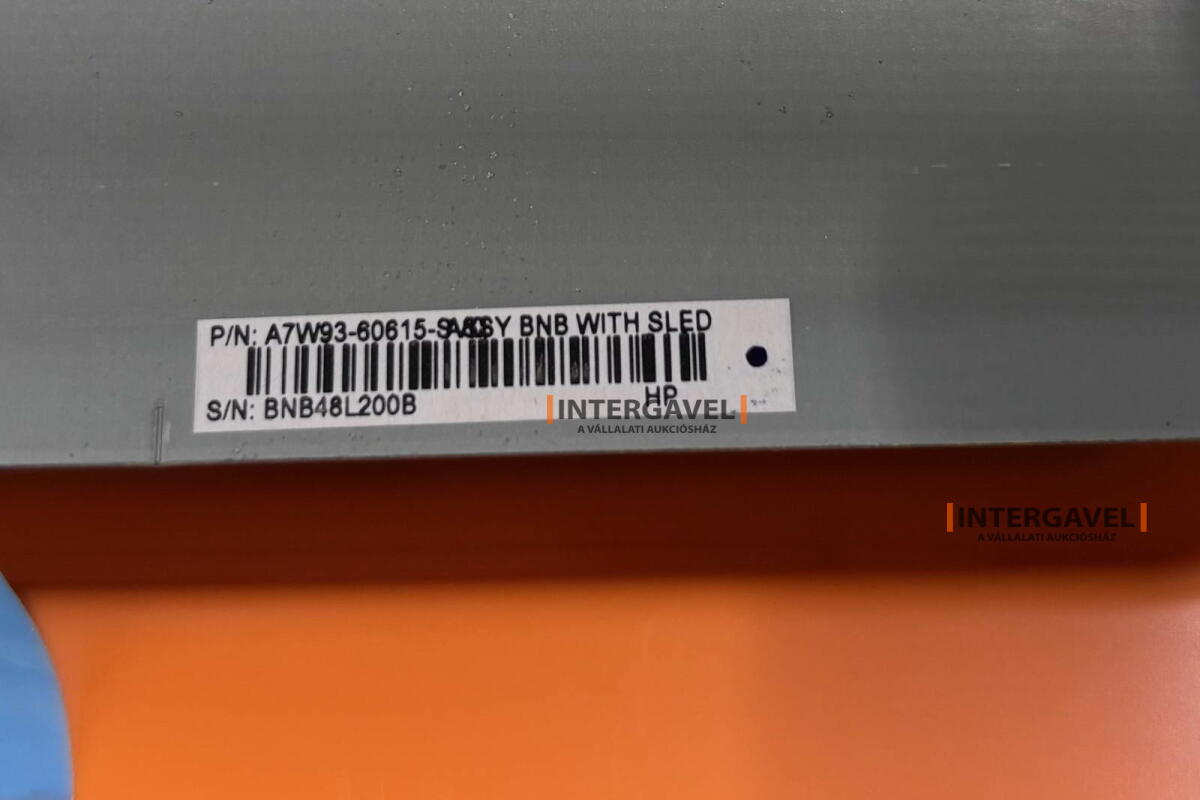 P/N: A7W93-60615- BNB WITH SLED
S/N: BNB48L200B
HP
INTERGAVEL
A VÁLLALATI AUKCIÓSHÁZ
INTERGAVEL
A VÁLLALATI AUKCIÓSHÁZ